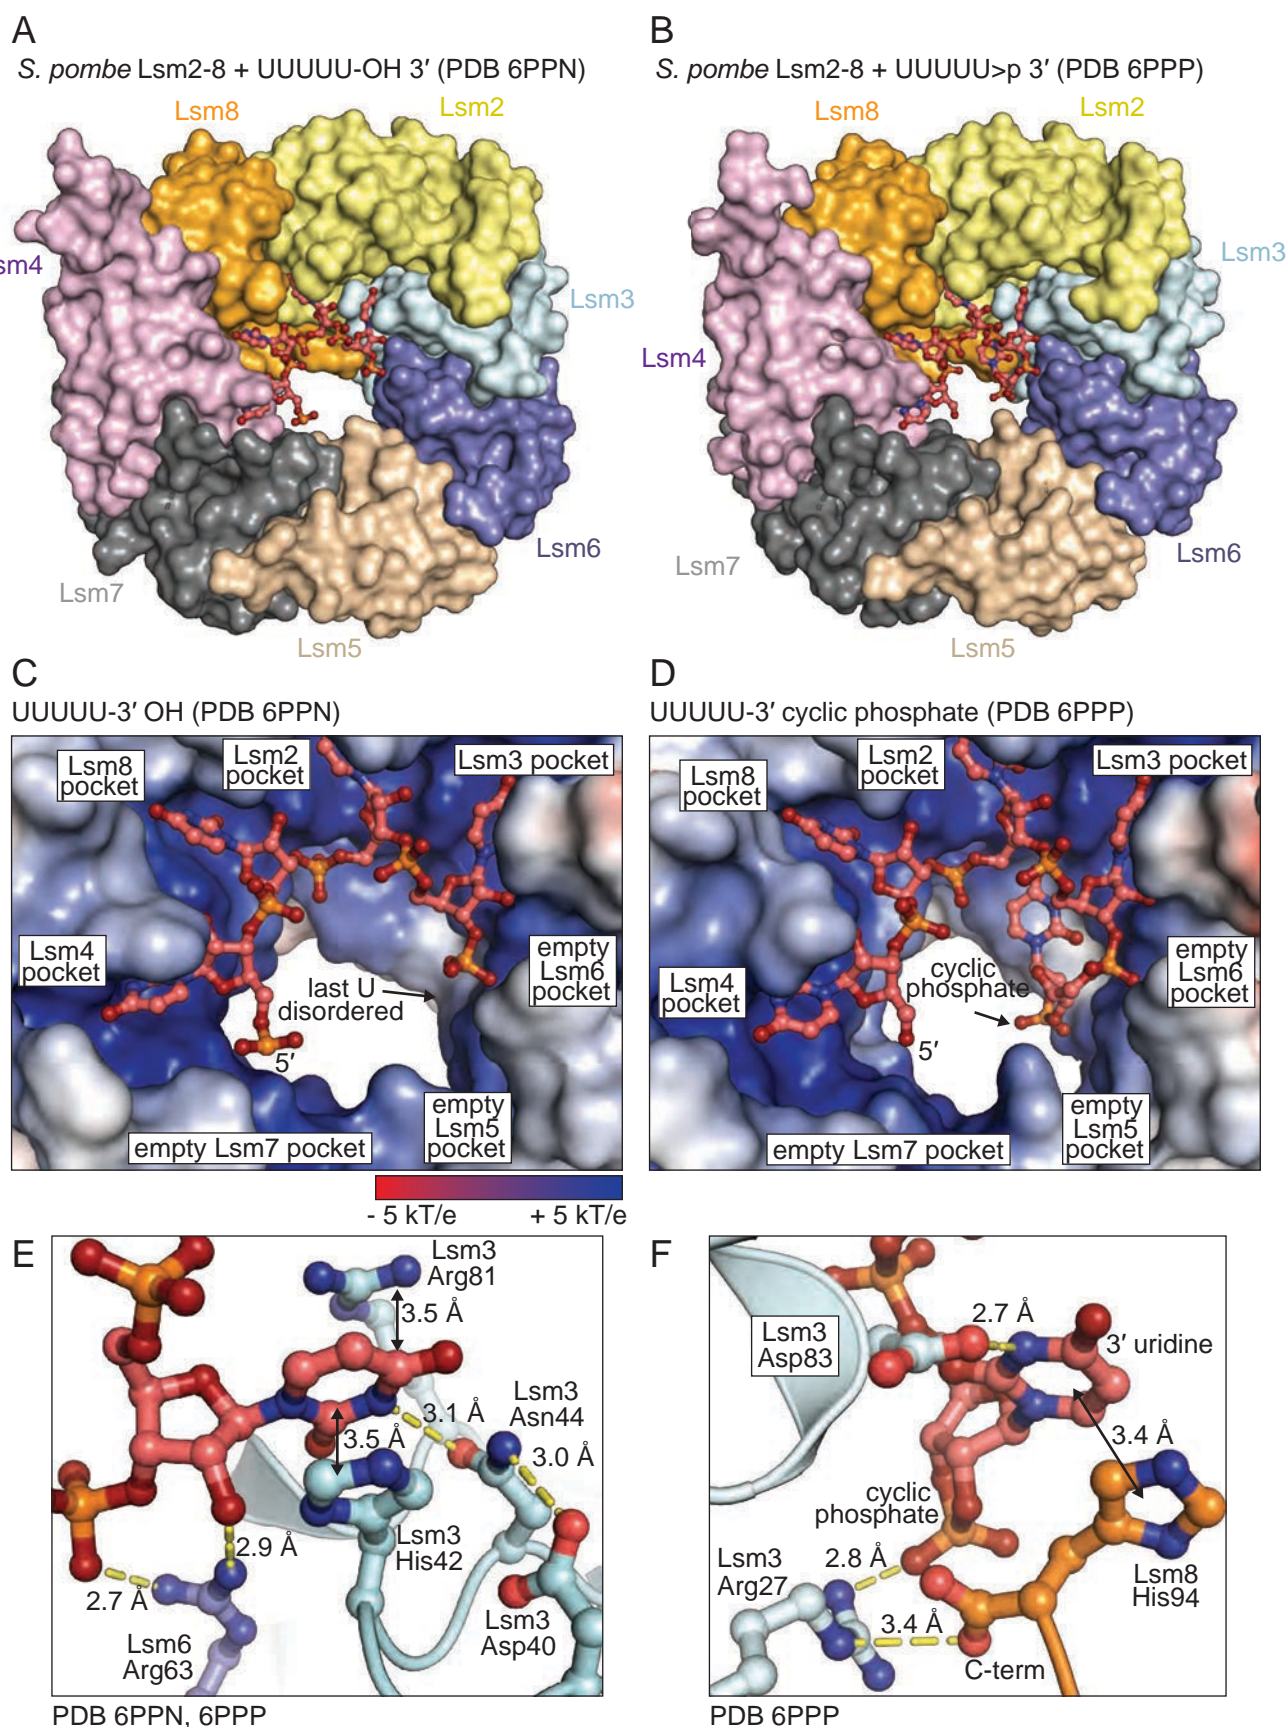 A
S. pombe Lsm2-8 + UUUUU-OH 3′ (PDB 6PPN)
Lsm8
Lsm2
sm4
Lsm3
Lsm6
Lsm7
Lsm5
B
S. pombe Lsm2-8 + UUUUU>p 3′ (PDB 6PPP)
Lsm8
Lsm2
Lsm3
Lsm4
Lsm6
Lsm7
Lsm5
C
UUUUU-3′ OH (PDB 6PPN)
Lsm8
pocket
Lsm2
pocket
Lsm3 pocket
Lsm4
pocket
last U
disordered
empty
Lsm6
pocket
5′
empty
Lsm5
pocket
empty Lsm7 pocket
- 5 kT/e
+ 5 kT/e
D
UUUUU-3′ cyclic phosphate (PDB 6PPP)
Lsm8
pocket
Lsm2
pocket
Lsm3 pocket
Lsm4
pocket
cyclic
phosphate
empty
Lsm6
pocket
5′
empty
Lsm5
pocket
empty Lsm7 pocket
E
Lsm3
Arg81
3.5 Å
Lsm3
Asn44
3.1 Å
3.5 Å
3.0 Å
Lsm3
His42
2.9 Å
2.7 Å
Lsm6
Arg63
Lsm3
Asp40
PDB 6PPN, 6PPP
F
2.7 Å
Lsm3
Asp83
3′ uridine
3.4 Å
cyclic
phosphate
Lsm3
Arg27
2.8 Å
Lsm8
His94
3.4 Å
C-term
PDB 6PPP